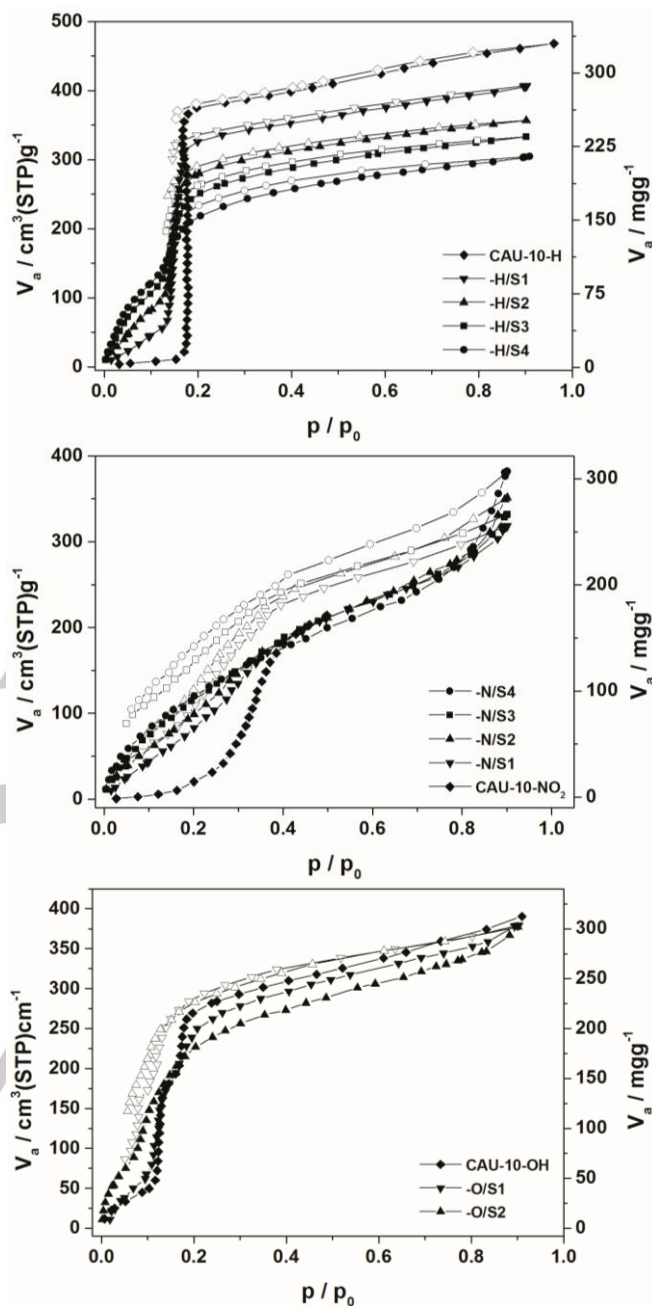 500
400
300
200
100
0
V_a / cm³(STP)g⁻¹
300
225
150
75
0
V_a / mgg⁻¹
CAU-10-H
-H/S1
-H/S2
-H/S3
-H/S4
0.0 0.2 0.4 0.6 0.8 1.0
p / p₀
400
300
200
100
0
V_a / cm³(STP)g⁻¹
300
200
100
0
V_a / mgg⁻¹
-N/S4
-N/S3
-N/S2
-N/S1
CAU-10-NO₂
0.0 0.2 0.4 0.6 0.8 1.0
p / p₀
400
350
300
250
200
150
100
50
0
V_a / cm³(STP)cm⁻¹
300
250
200
150
100
50
0
V_a / mgg⁻¹
CAU-10-OH
-O/S1
-O/S2
0.0 0.2 0.4 0.6 0.8 1.0
p / p₀